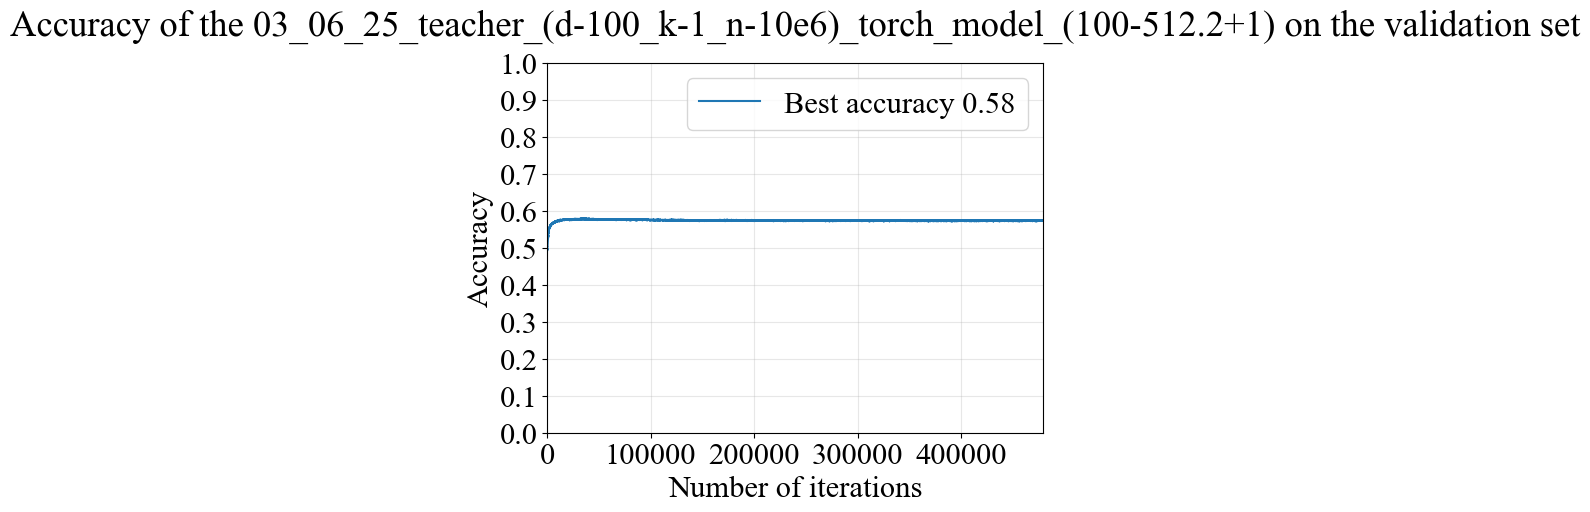 Accuracy of the 03_06_25_teacher_(d-100_k-1_n-10e6)_torch_model_(100-512.2+1) on the validation set
Best accuracy 0.58
1.0
0.9
0.8
0.7
0.6
0.5
0.4
0.3
0.2
0.1
0.0
Accuracy
0 100000 200000 300000 400000
Number of iterations